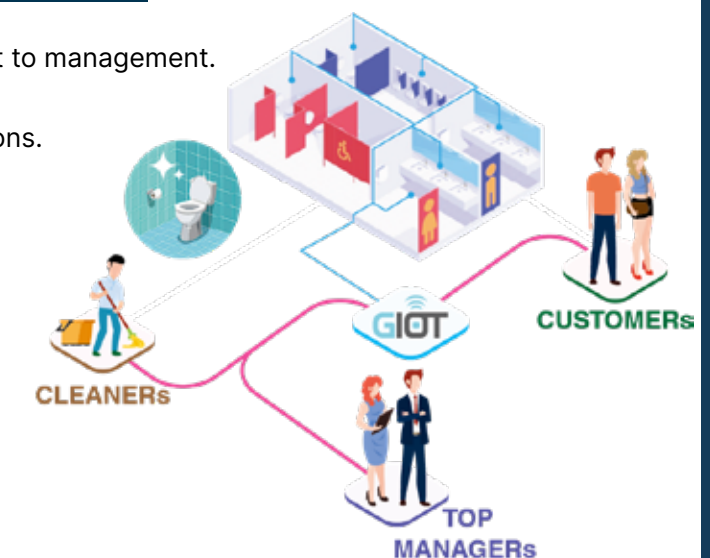 t to management.
ons.
GIOT
CUSTOMERs
CLEANERs
TOP
MANAGERs